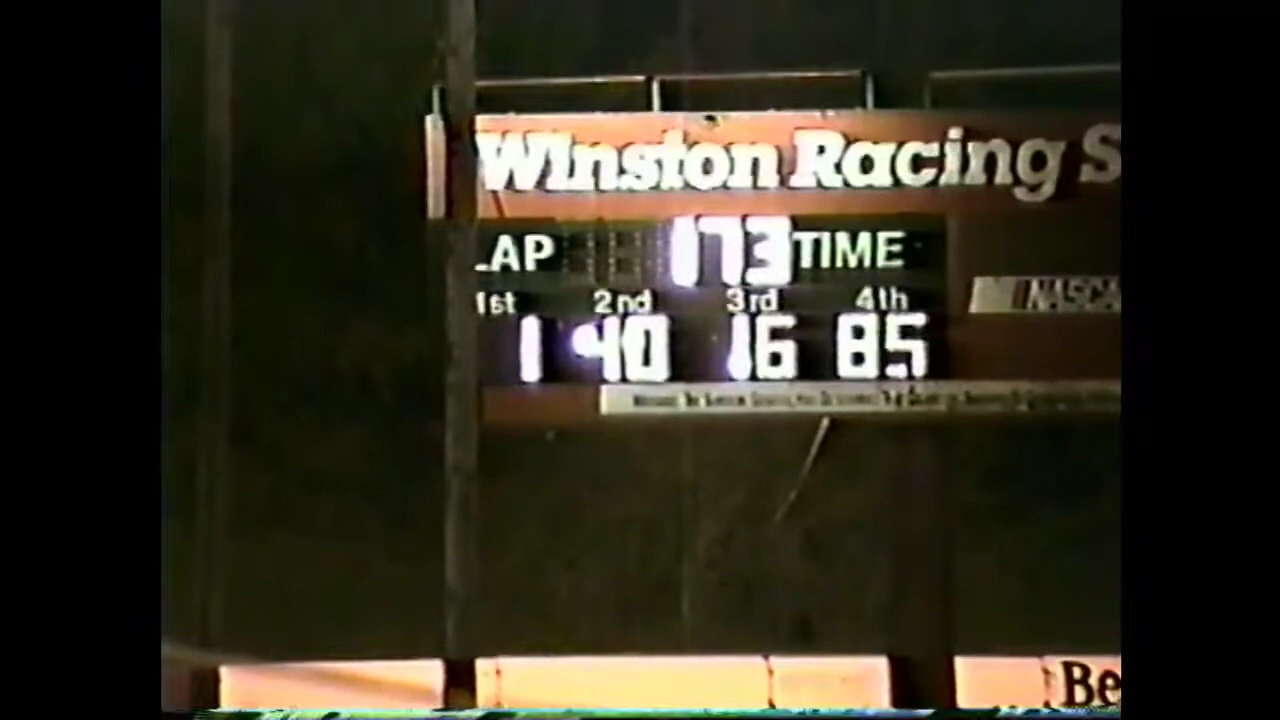 Winston Racing S
LAP 173 TIME
1st 2nd 3rd 4th
1 40 16 85
NASCA
Be